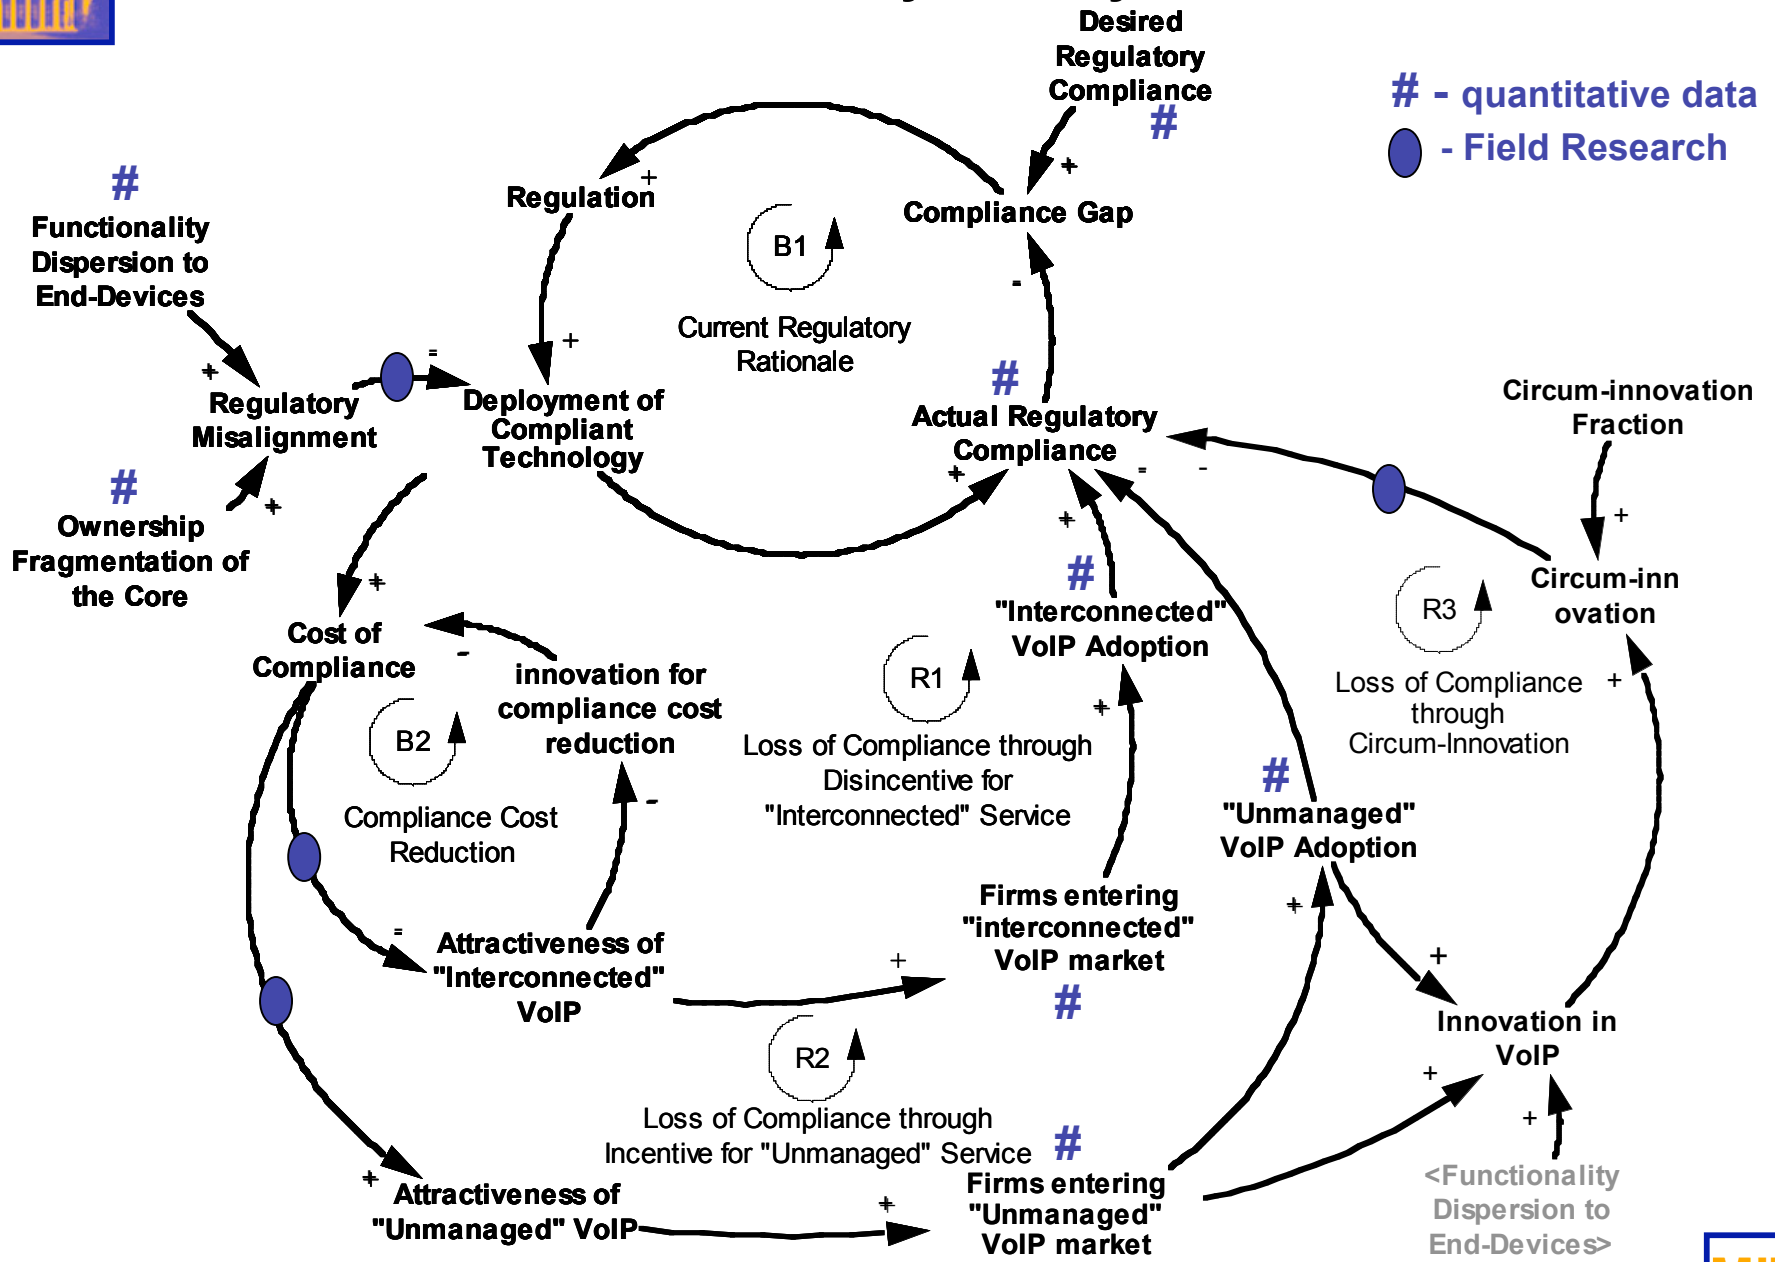 Desired
Regulatory
Compliance
#
# - quantitative data
- Field Research
#
Functionality
Dispersion to
End-Devices
+
Regulation
+
Compliance Gap
+
-
B1
Current Regulatory
Rationale
+
-
+
Regulatory
Misalignment
Deployment of
Compliant
Technology
#
Actual Regulatory
Compliance
+
-
-
Circum-innovation
Fraction
+
#
Ownership
Fragmentation of
the Core
+
+
Cost of
Compliance
-
innovation for
compliance cost
reduction
-
B2
Compliance Cost
Reduction
+
#
"Interconnected"
VoIP Adoption
+
R1
Loss of Compliance through
Disincentive for
"Interconnected" Service
Circum-inn
ovation
+
R3
Loss of Compliance
through
Circum-Innovation
#
"Unmanaged"
VoIP Adoption
+
-
Attractiveness of
"Interconnected"
VoIP
+
Firms entering
"interconnected"
VoIP market
#
+
Innovation in
VoIP
+
+
R2
Loss of Compliance through
Incentive for "Unmanaged" Service
+
Attractiveness of
"Unmanaged" VoIP
+
#
Firms entering
"Unmanaged"
VoIP market
<Functionality
Dispersion to
End-Devices>